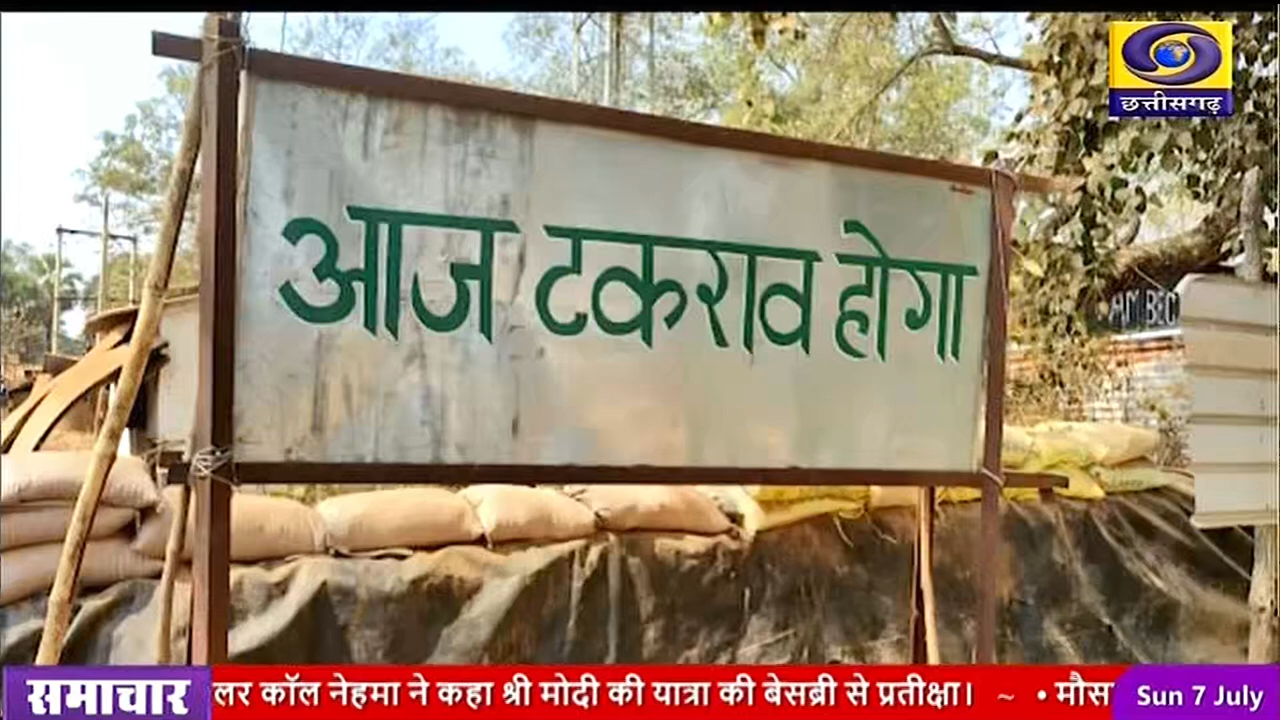 छत्तीसगढ़
आज टकराव होगा
समाचार
लर कॉल नेहमा ने कहा श्री मोदी की यात्रा की बेसब्री से प्रतीक्षा। ~ • मौस
Sun 7 July